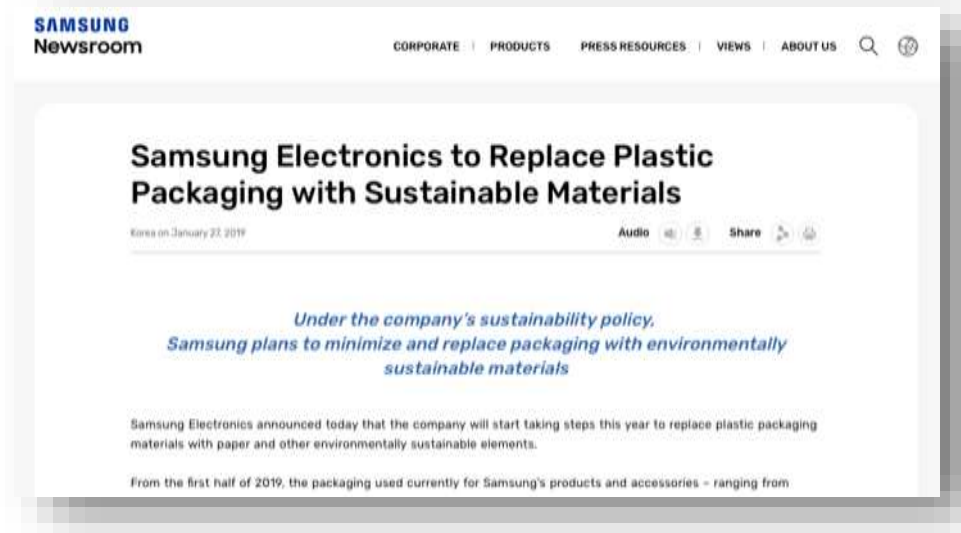 SAMSUNG
Newsroom
CORPORATE | PRODUCTS PRESS RESOURCES | VIEWS | ABOUT US
Samsung Electronics to Replace Plastic
Packaging with Sustainable Materials
Korea on January 27, 2019
Audio Share
Under the company's sustainability policy,
Samsung plans to minimize and replace packaging with environmentally
sustainable materials
Samsung Electronics announced today that the company will start taking steps this year to replace plastic packaging
materials with paper and other environmentally sustainable elements.
From the first half of 2019, the packaging used currently for Samsung's products and accessories – ranging from